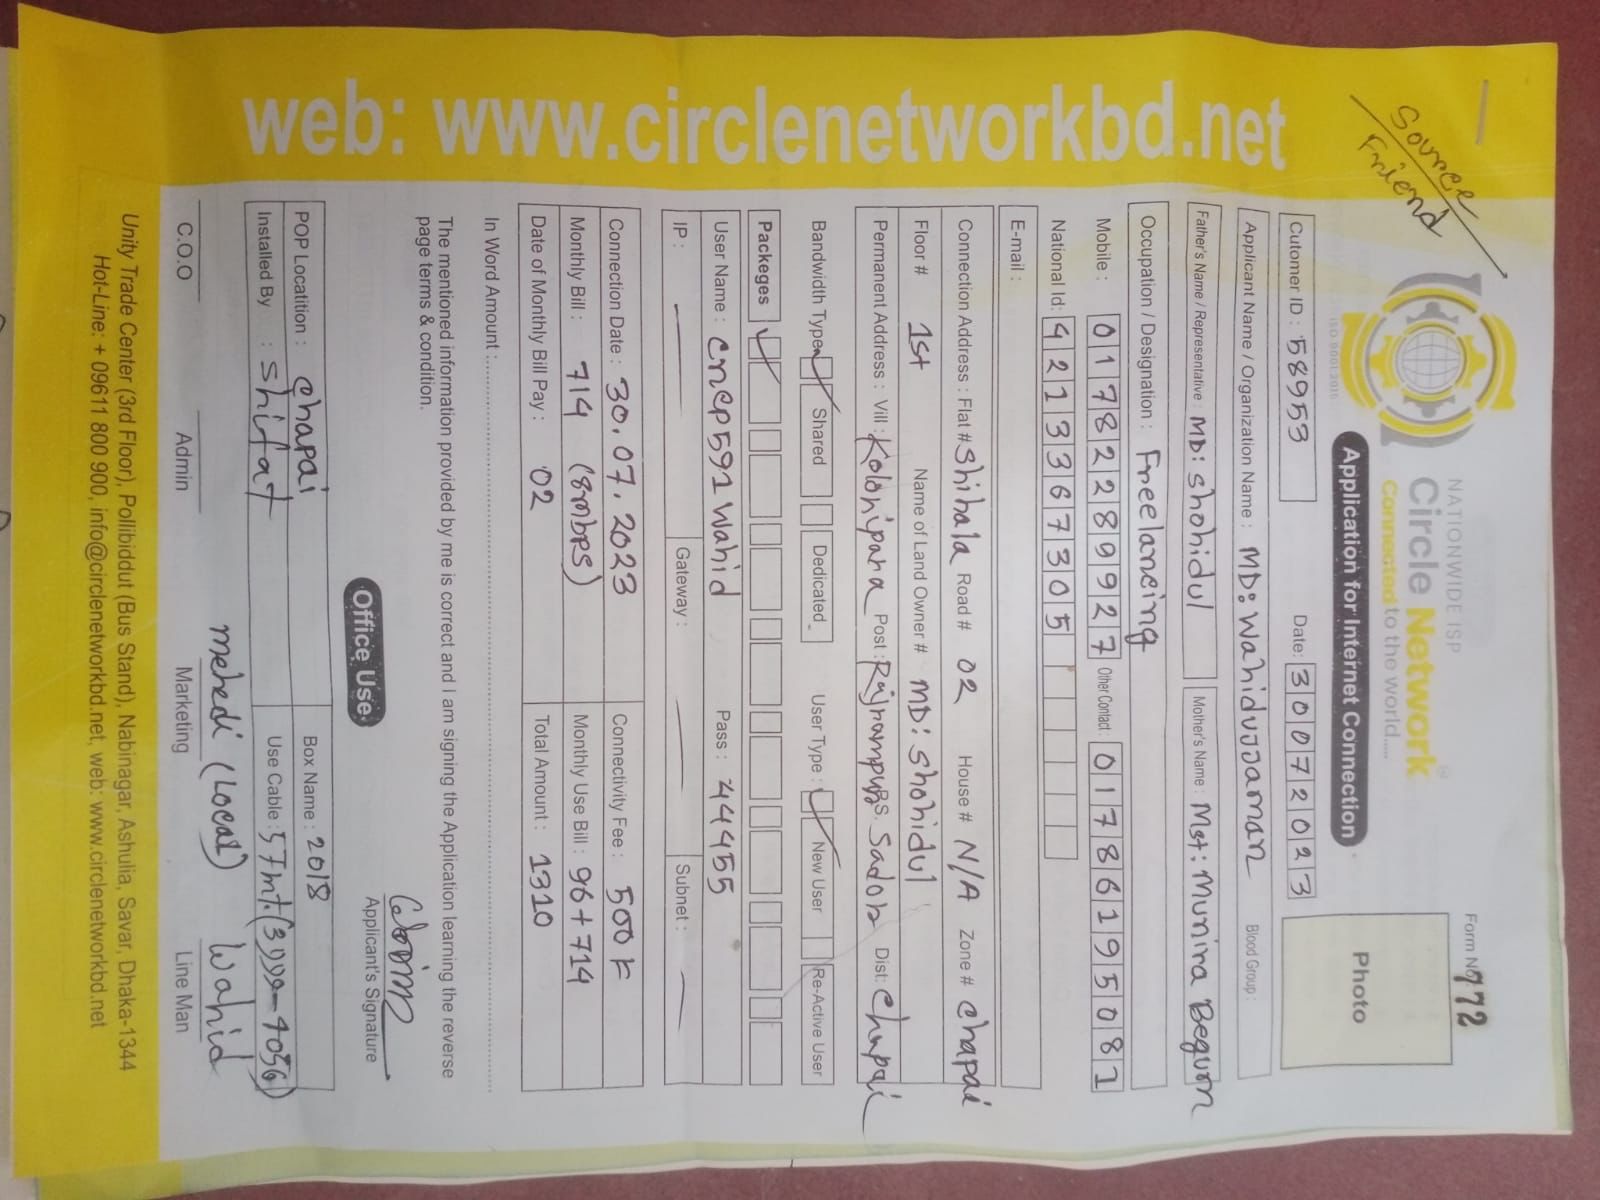 Source
Friend
NATIONWIDE ISP
Circle Network
Connected to the world.....
ISO 9001:2015
Form N 972
Application for Internet Connection
Photo
Cutomer ID : 58953 Date: 30072023
Applicant Name / Organization Name : MD: Wahidujjaman Blood Group :
Father's Name / Representative : MD: Shohidul Mother's Name : Mst: Munira Begum
Occupation / Designation : Freelancing
Mobile : 01782289927 Other Contact : 01786195081
National Id: 4213367305
E-mail :
Connection Address : Flat # Shihala Road # 02 House # N/A Zone # Chapai
Floor # 1st Name of Land Owner # MD: Shohidul
Permanent Address : Vill : Kolonipara Post : Rajrampur P.S. Sador Dist: Chapai
Bandwidth Type Shared Dedicated User Type : New User Re-Active User
Packeges
User Name : cncp591wahid Pass : 44455
IP : — Gateway : — Subnet : —
Connection Date : 30.07.2023 Connectivity Fee : 500
Monthly Bill : 714 (8mbps) Monthly Use Bill : 96+714
Date of Monthly Bill Pay : 02 Total Amount : 1310
In Word Amount :
The mentioned information provided by me is correct and I am signing the Application learning the reverse
page terms & condition.
Applicant's Signature
Office Use
POP Locatition : Chapai Box Name : 2018
Installed By : Shifat Use Cable : 57mt.
mehedi (Local) Wahid
C.O.O Admin Marketing Line Man
Unity Trade Center (3rd Floor), Pollibiddut (Bus Stand), Nabinagar, Ashulia, Savar, Dhaka-1344
Hot-Line: + 09611 800 900, info@circlenetworkbd.net, web: www.circlenetworkbd.net
web: www.circlenetworkbd.net